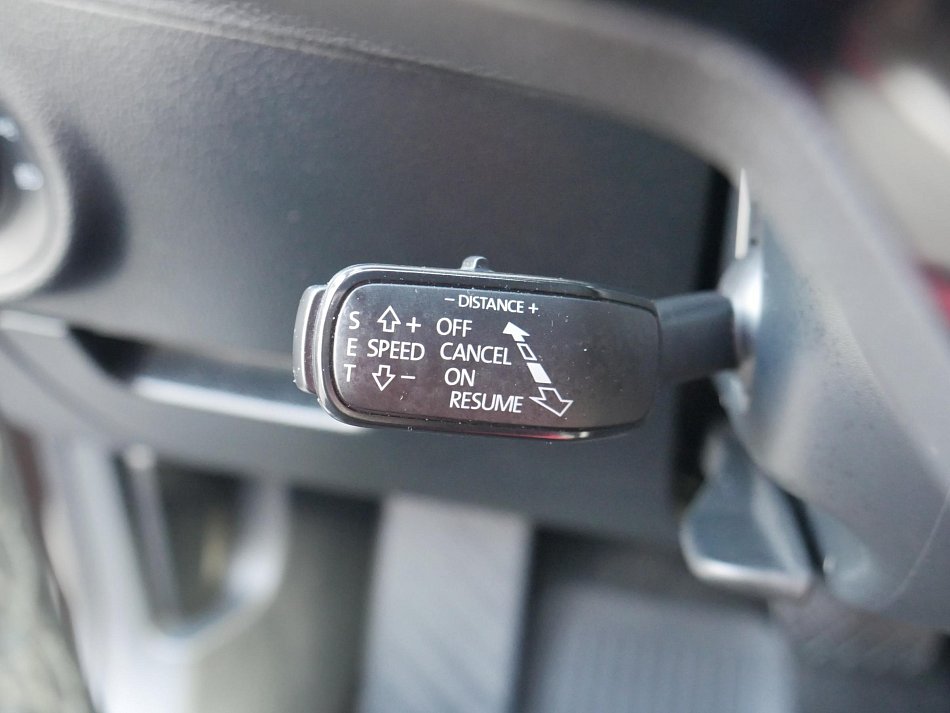 - DISTANCE +
S + OFF
E SPEED CANCEL
T - ON
RESUME